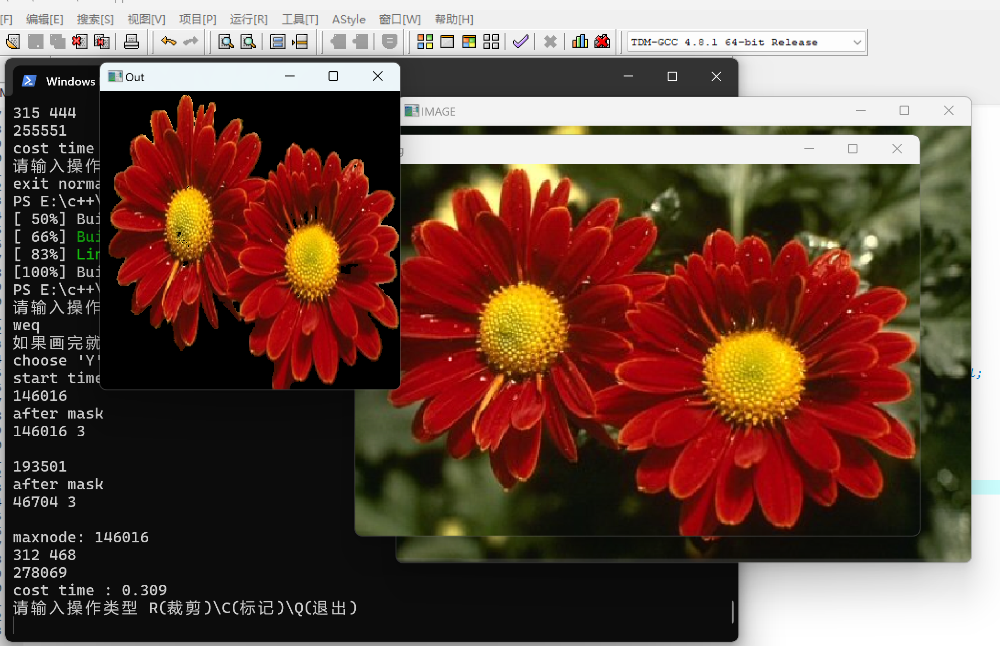 [F] 编辑[E] 搜索[S] 视图[V] 项目[P] 运行[R] 工具[T] AStyle 窗口[W] 帮助[H]
TDM-GCC 4.8.1 64-bit Release
Windows
Out
IMAGE
g
315 444
255551
cost time
请输入操作
exit norma
PS E:\c++\
[ 50%] Bui
[ 66%] Bui
[ 83%] Lin
[100%] Bui
PS E:\c++\
请输入操作
weq
如果画完就
choose 'Y'
start time
146016
after mask
146016 3
193501
after mask
46704 3
maxnode: 146016
312 468
278069
cost time : 0.309
请输入操作类型 R(裁剪)\C(标记)\Q(退出)